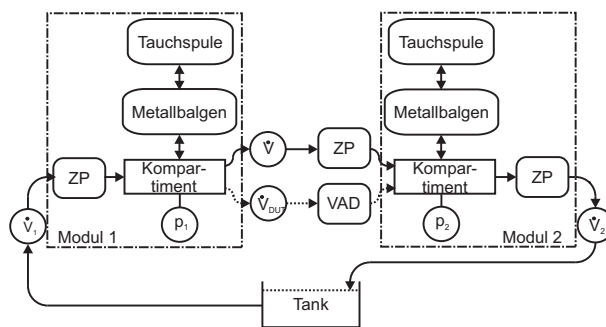 Tauchspule
Metallbalgen
ZP
Kompar-
timent
p1
V̇1
Modul 1
V̇
ZP
V̇DUT
VAD
Tauchspule
Metallbalgen
Kompar-
timent
ZP
p2
Modul 2
V̇2
Tank